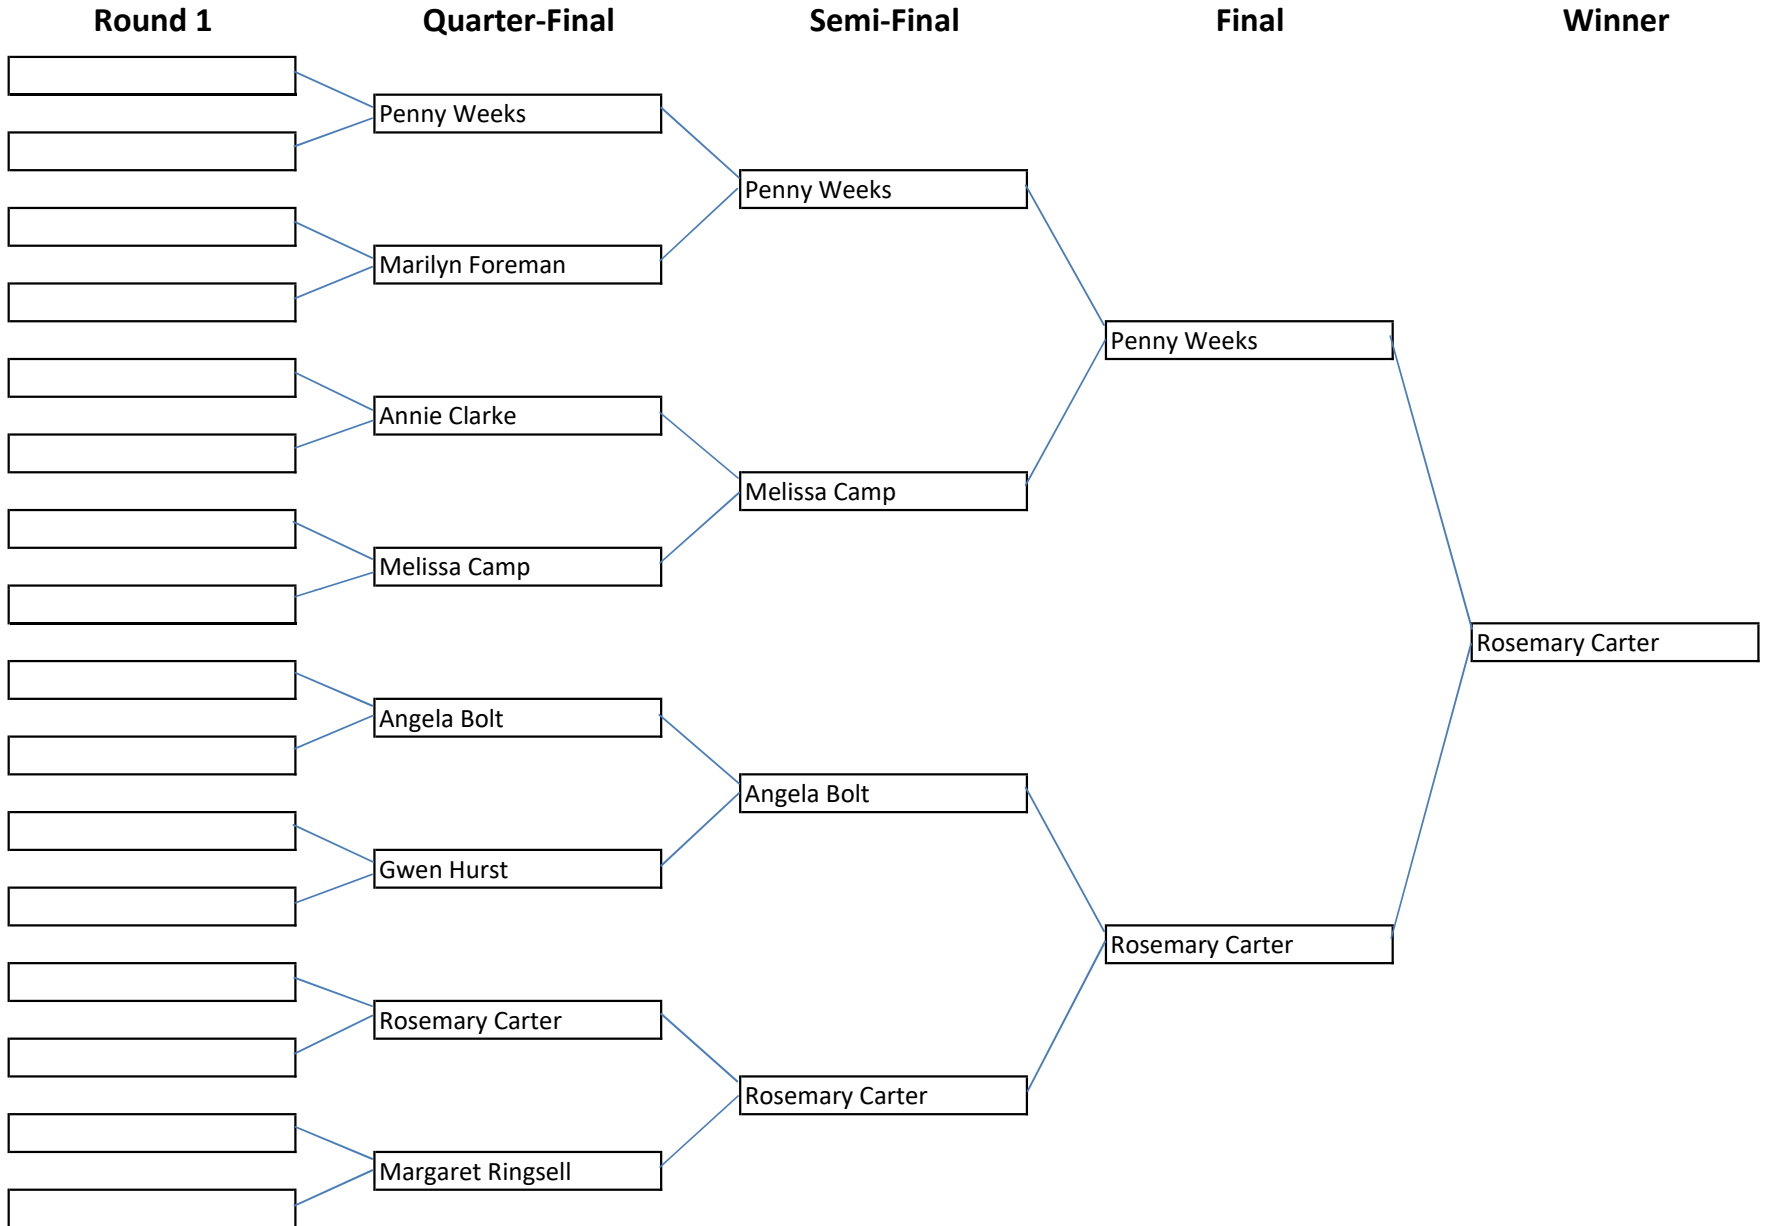 Round 1 Quarter-Final Semi-Final Final Winner
Penny Weeks
Penny Weeks
Marilyn Foreman
Penny Weeks
Annie Clarke
Melissa Camp
Melissa Camp
Rosemary Carter
Angela Bolt
Angela Bolt
Gwen Hurst
Rosemary Carter
Rosemary Carter
Rosemary Carter
Margaret Ringsell